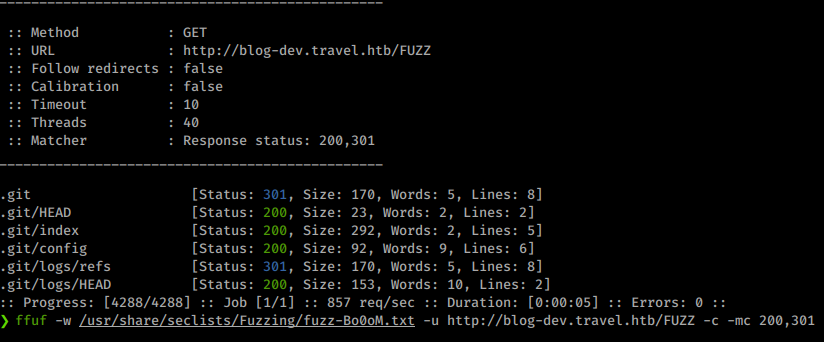 ________________________________________________
:: Method           : GET
:: URL              : http://blog-dev.travel.htb/FUZZ
:: Follow redirects : false
:: Calibration      : false
:: Timeout          : 10
:: Threads          : 40
:: Matcher          : Response status: 200,301
________________________________________________
.git                    [Status: 301, Size: 170, Words: 5, Lines: 8]
.git/HEAD               [Status: 200, Size: 23, Words: 2, Lines: 2]
.git/index              [Status: 200, Size: 292, Words: 2, Lines: 5]
.git/config             [Status: 200, Size: 92, Words: 9, Lines: 6]
.git/logs/refs          [Status: 301, Size: 170, Words: 5, Lines: 8]
.git/logs/HEAD          [Status: 200, Size: 153, Words: 10, Lines: 2]
:: Progress: [4288/4288] :: Job [1/1] :: 857 req/sec :: Duration: [0:00:05] :: Errors: 0 ::
❯ ffuf -w /usr/share/seclists/Fuzzing/fuzz-Bo0oM.txt -u http://blog-dev.travel.htb/FUZZ -c -mc 200,301